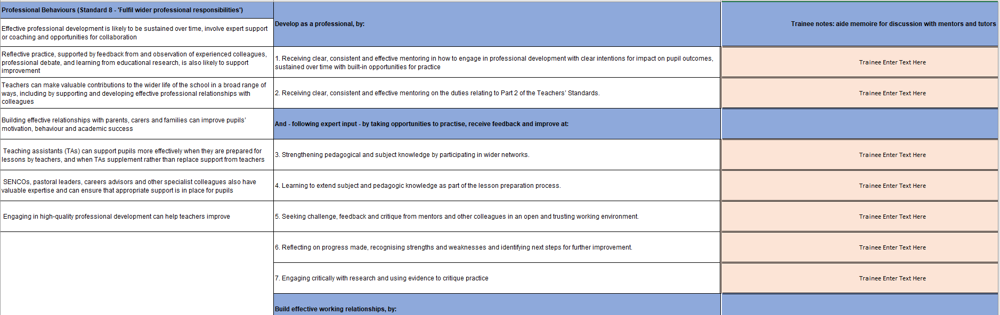 Professional Behaviours (Standard 8 - 'Fulfil wider professional responsibilities')
Effective professional development is likely to be sustained over time, involve expert support
or coaching and opportunities for collaboration
Develop as a professional, by:
Trainee notes: aide memoire for discussion with mentors and tutors
Reflective practice, supported by feedback from and observation of experienced colleagues,
professional debate, and learning from educational research, is also likely to support
improvement
1. Receiving clear, consistent and effective mentoring in how to engage in professional development with clear intentions for impact on pupil outcomes,
sustained over time with built-in opportunities for practice
Trainee Enter Text Here
Teachers can make valuable contributions to the wider life of the school in a broad range of
ways, including by supporting and developing effective professional relationships with
colleagues
2. Receiving clear, consistent and effective mentoring on the duties relating to Part 2 of the Teachers’ Standards.
Trainee Enter Text Here
Building effective relationships with parents, carers and families can improve pupils’
motivation, behaviour and academic success
And - following expert input - by taking opportunities to practise, receive feedback and improve at:
Teaching assistants (TAs) can support pupils more effectively when they are prepared for
lessons by teachers, and when TAs supplement rather than replace support from teachers
3. Strengthening pedagogical and subject knowledge by participating in wider networks.
Trainee Enter Text Here
SENCOs, pastoral leaders, careers advisors and other specialist colleagues also have
valuable expertise and can ensure that appropriate support is in place for pupils
4. Learning to extend subject and pedagogic knowledge as part of the lesson preparation process.
Trainee Enter Text Here
Engaging in high-quality professional development can help teachers improve
5. Seeking challenge, feedback and critique from mentors and other colleagues in an open and trusting working environment.
Trainee Enter Text Here
6. Reflecting on progress made, recognising strengths and weaknesses and identifying next steps for further improvement.
Trainee Enter Text Here
7. Engaging critically with research and using evidence to critique practice
Trainee Enter Text Here
Build effective working relationships, by: